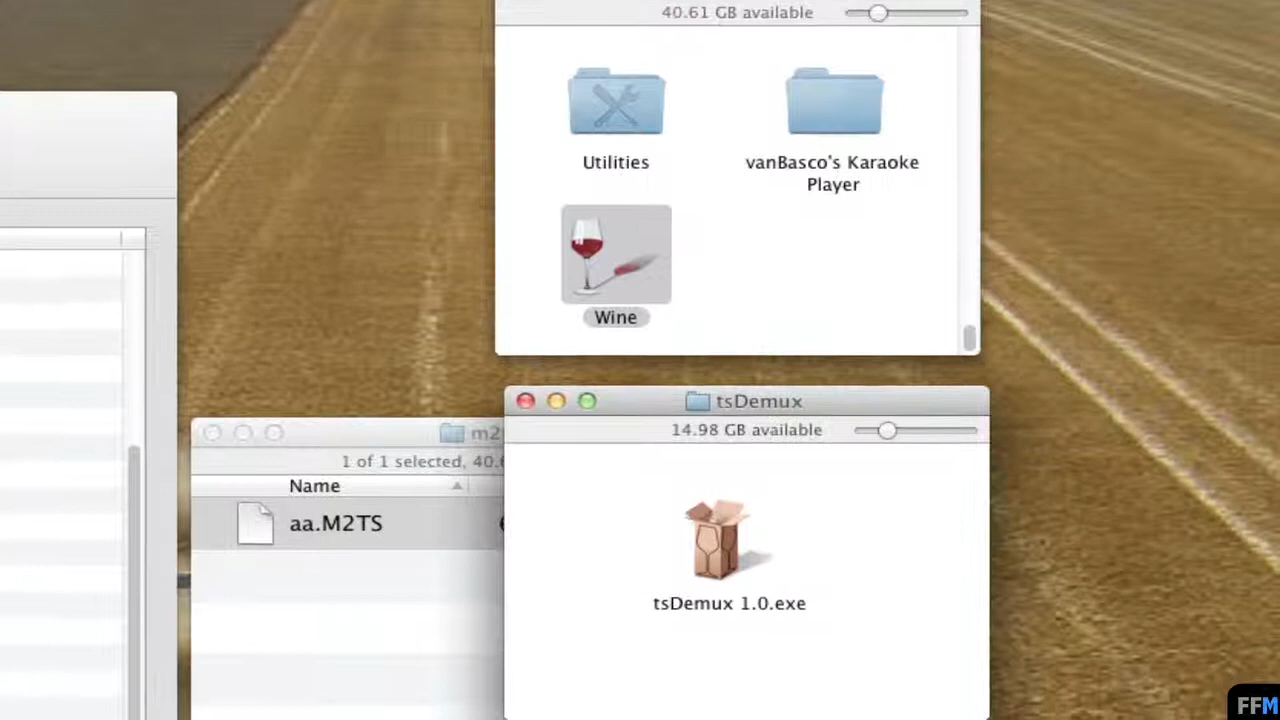 40.61 GB available
Utilities
vanBasco's Karaoke
Player
Wine
tsDemux
14.98 GB available
tsDemux 1.0.exe
m2
1 of 1 selected, 40.6
Name
aa.M2TS
FFM